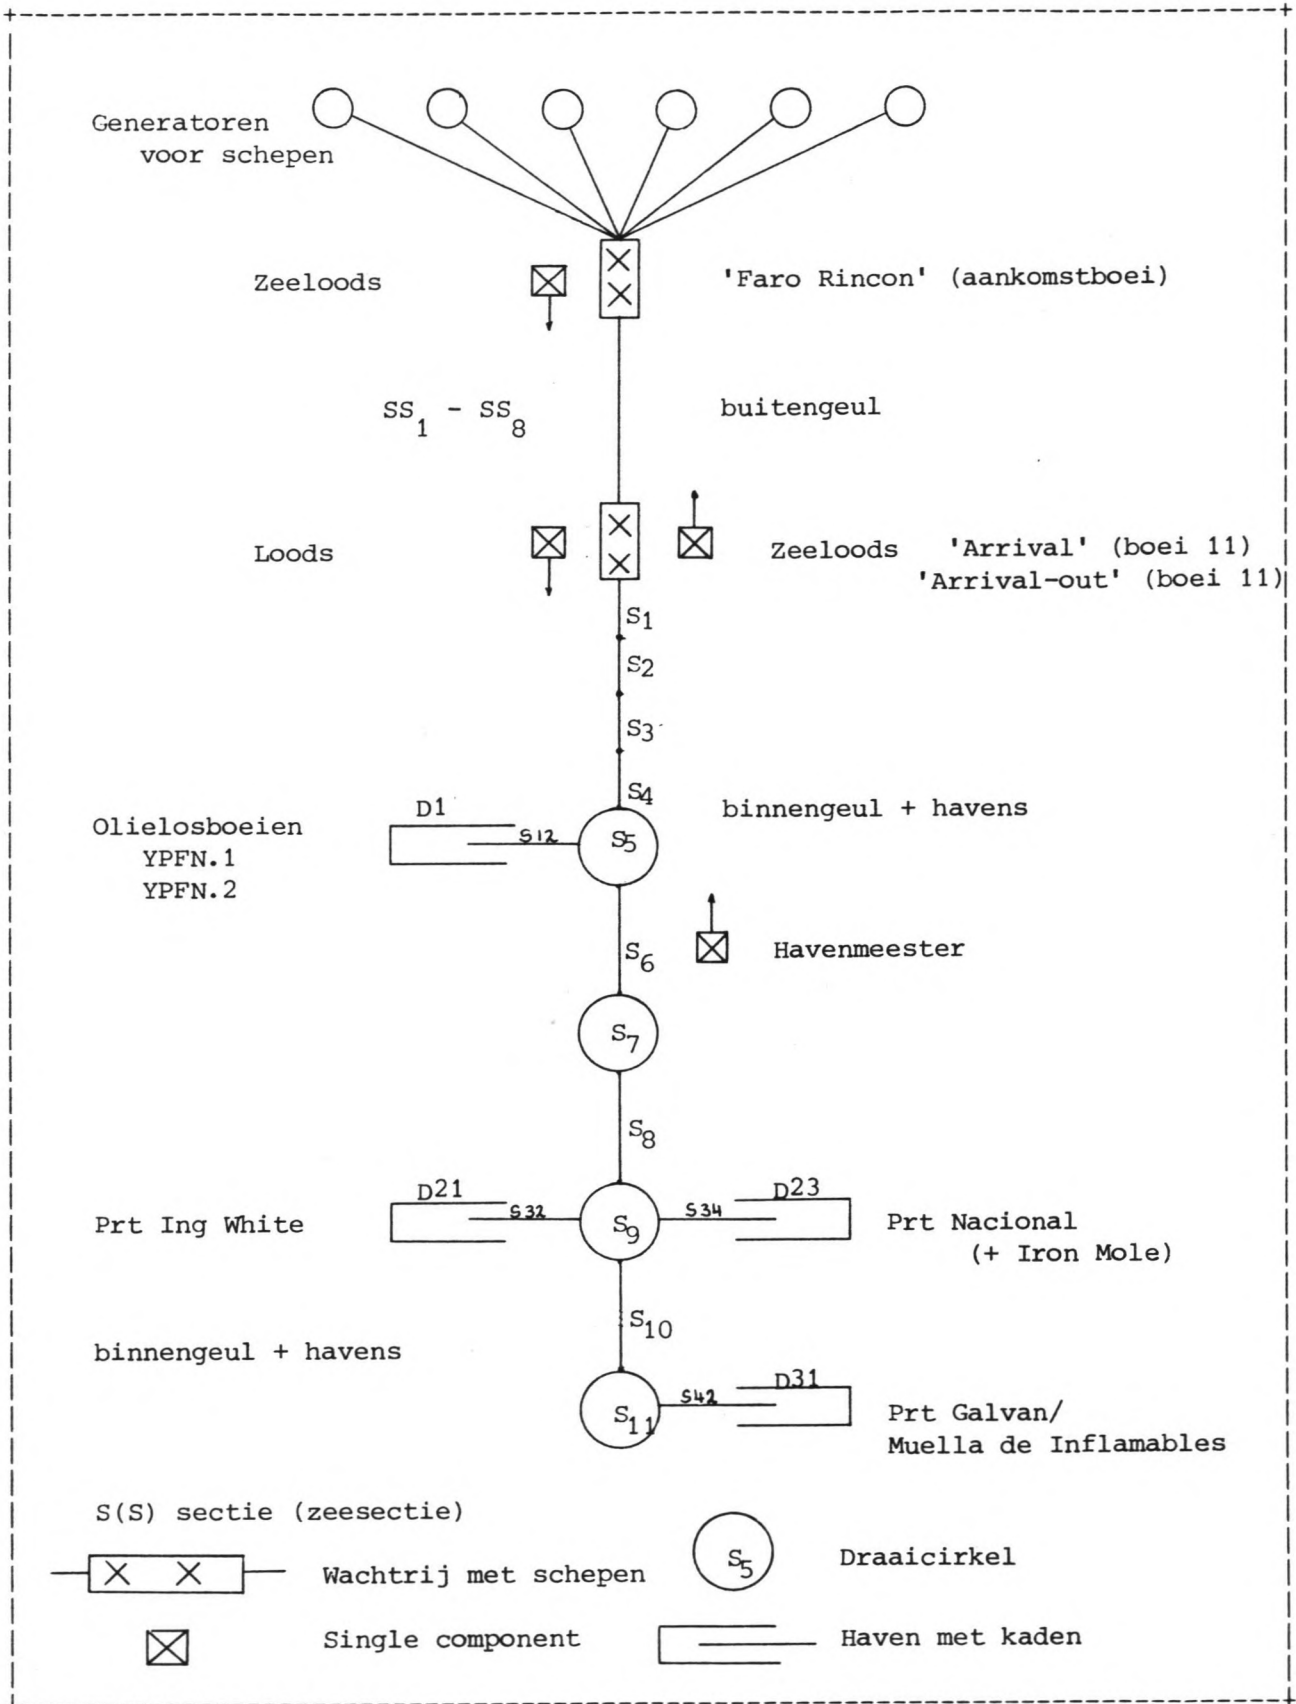 Generatoren
voor schepen
Zeeloods
'Faro Rincon' (aankomstboei)
SS1 - SS8
buitengeul
Loods
Zeeloods
'Arrival' (boei 11)
'Arrival-out' (boei 11)
S1
S2
S3
S4
binnengeul + havens
Olielosboeien
YPFN.1
YPFN.2
D1
S12
S5
S6
Havenmeester
S7
S8
Prt Ing White
D21
S32
S9
S34
D23
Prt Nacional
(+ Iron Mole)
S10
binnengeul + havens
S11
S42
D31
Prt Galvan/
Muella de Inflamables
S(S) sectie (zeesectie)
Wachtrij met schepen
S5
Draaicirkel
Single component
Haven met kaden